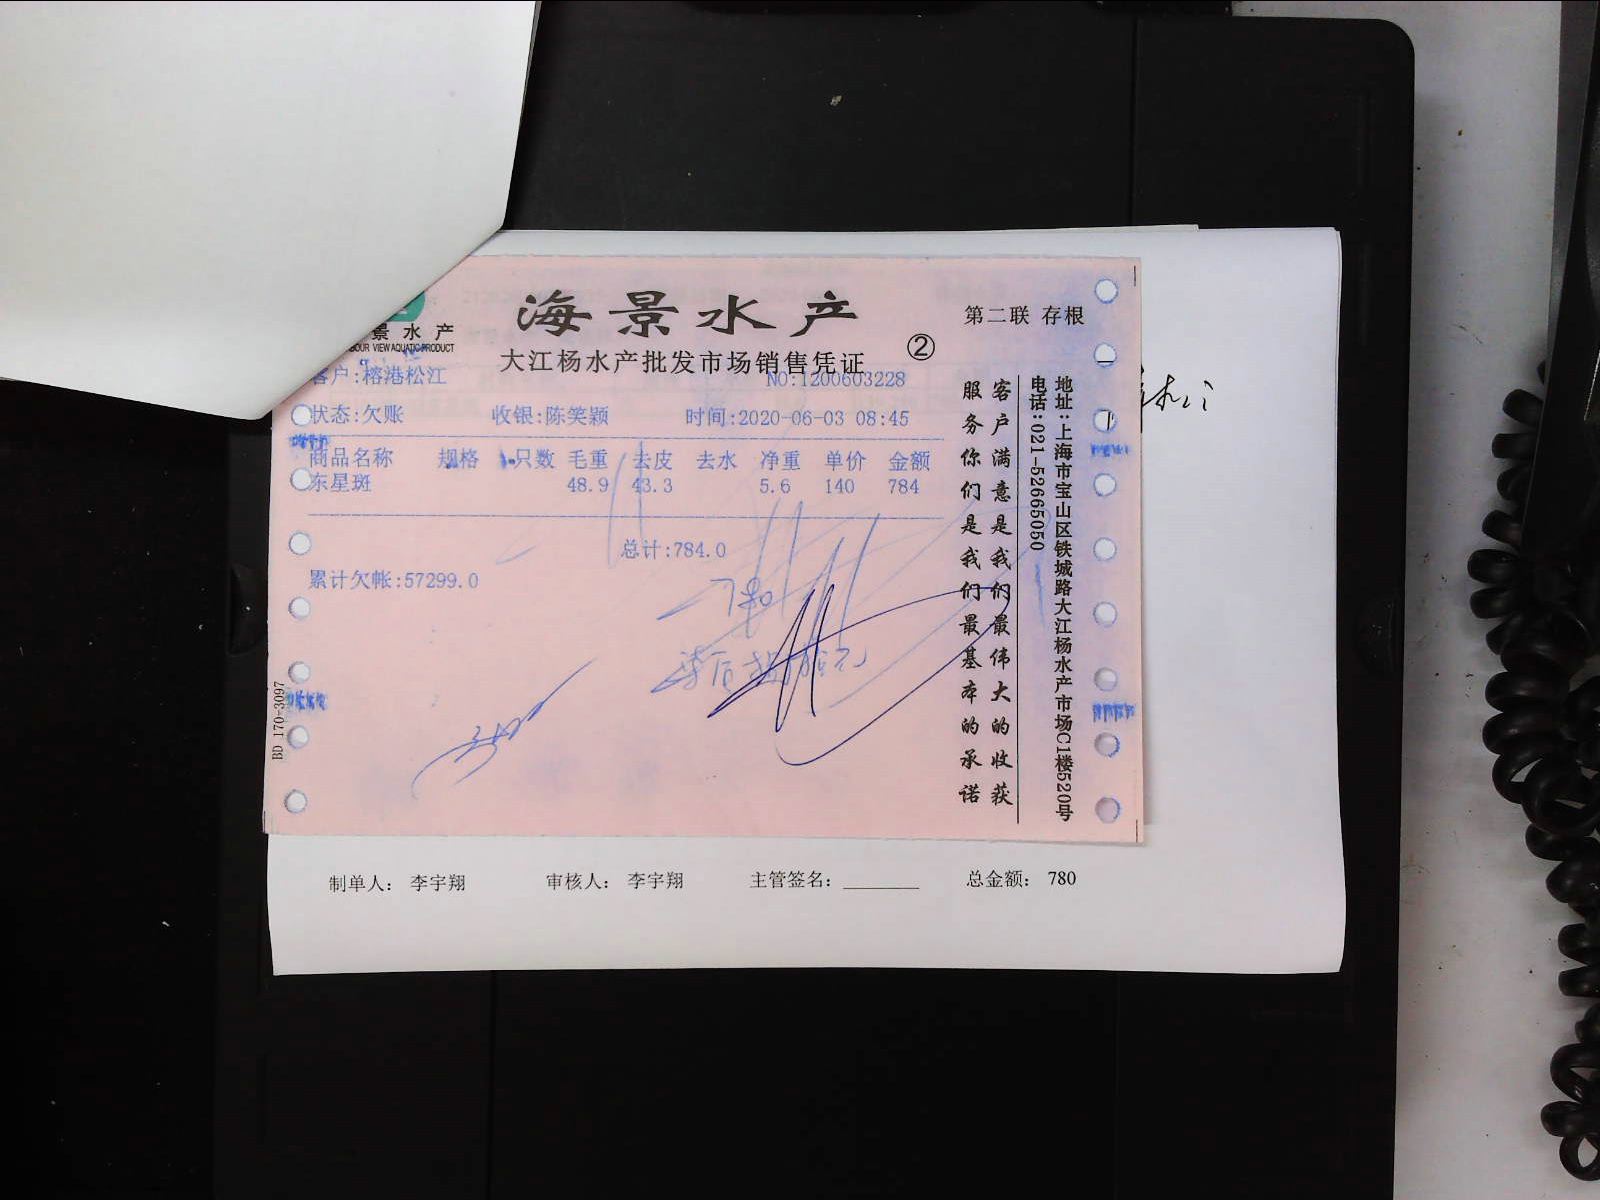 海景水产
第二联 存根
景水产
BOUR VIEW AQUATIC PRODUCT
大江杨水产批发市场销售凭证
②
客户:榕港松江
NO:1200603228
状态:欠账 收银:陈笑颖 时间:2020-06-03 08:45
商品名称 规格 只数 毛重 去皮 去水 净重 单价 金额
东星斑 48.9 43.3 5.6 140 784
总计:784.0
累计欠帐:57299.0
780
客户满意是我们最伟大的收获
服务你们是我们最基本的承诺
地址:上海市宝山区铁城路大江杨水产市场C1楼520号
电话:021-52665050
BD 170-3097
制单人: 李宇翔 审核人: 李宇翔 主管签名: 总金额: 780